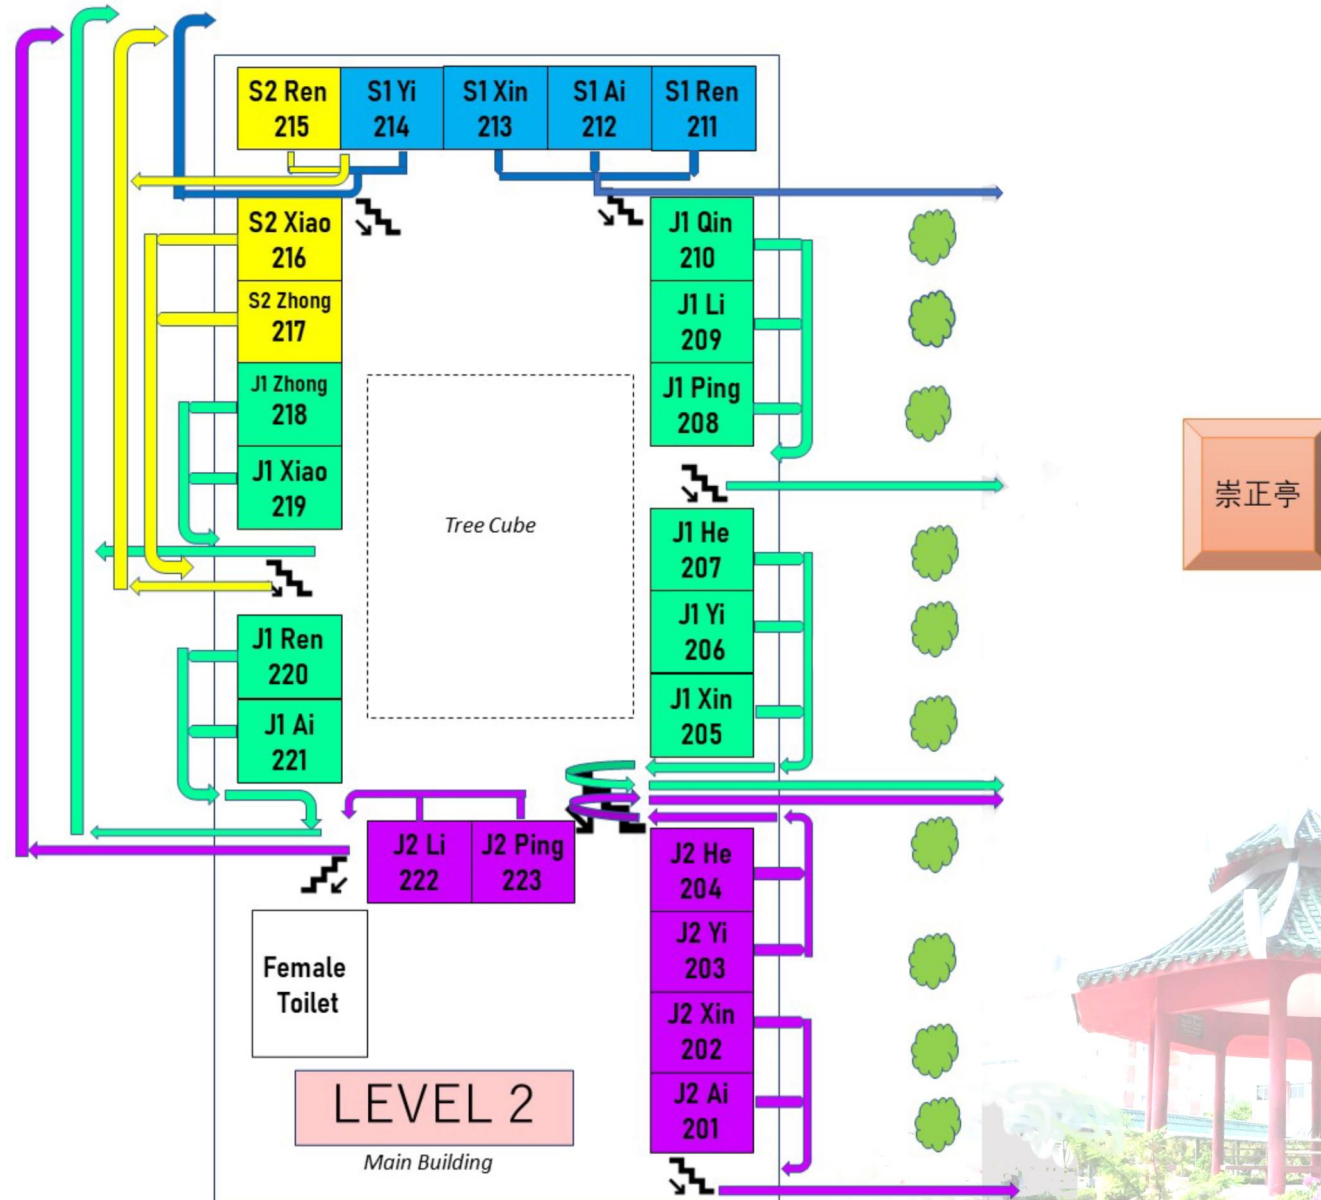 S2 Ren
215
S1 Yi
214
S1 Xin
213
S1 Ai
212
S1 Ren
211
S2 Xiao
216
S2 Zhong
217
J1 Zhong
218
J1 Xiao
219
J1 Qin
210
J1 Li
209
J1 Ping
208
崇正亭
Tree Cube
J1 He
207
J1 Yi
206
J1 Xin
205
J1 Ren
220
J1 Ai
221
J2 Li
222
J2 Ping
223
J2 He
204
J2 Yi
203
J2 Xin
202
J2 Ai
201
Female
Toilet
LEVEL 2
Main Building